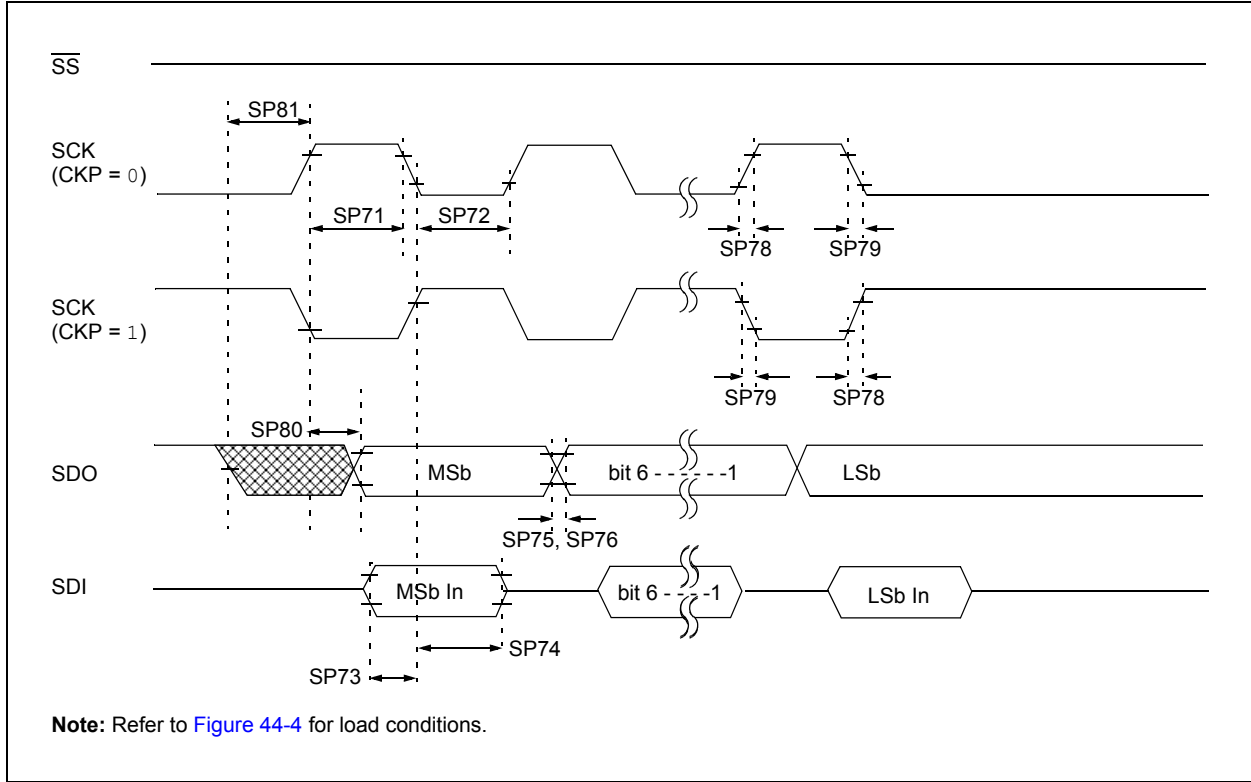 SS
SP81
SCK
(CKP = 0)
SP71
SP72
SP78
SP79
SCK
(CKP = 1)
SP79
SP78
SP80
SDO
MSb
bit 6 - - - - - -1
LSb
SP75, SP76
SDI
MSb In
bit 6 - - - - -1
LSb In
SP74
SP73
Note: Refer to Figure 44-4 for load conditions.